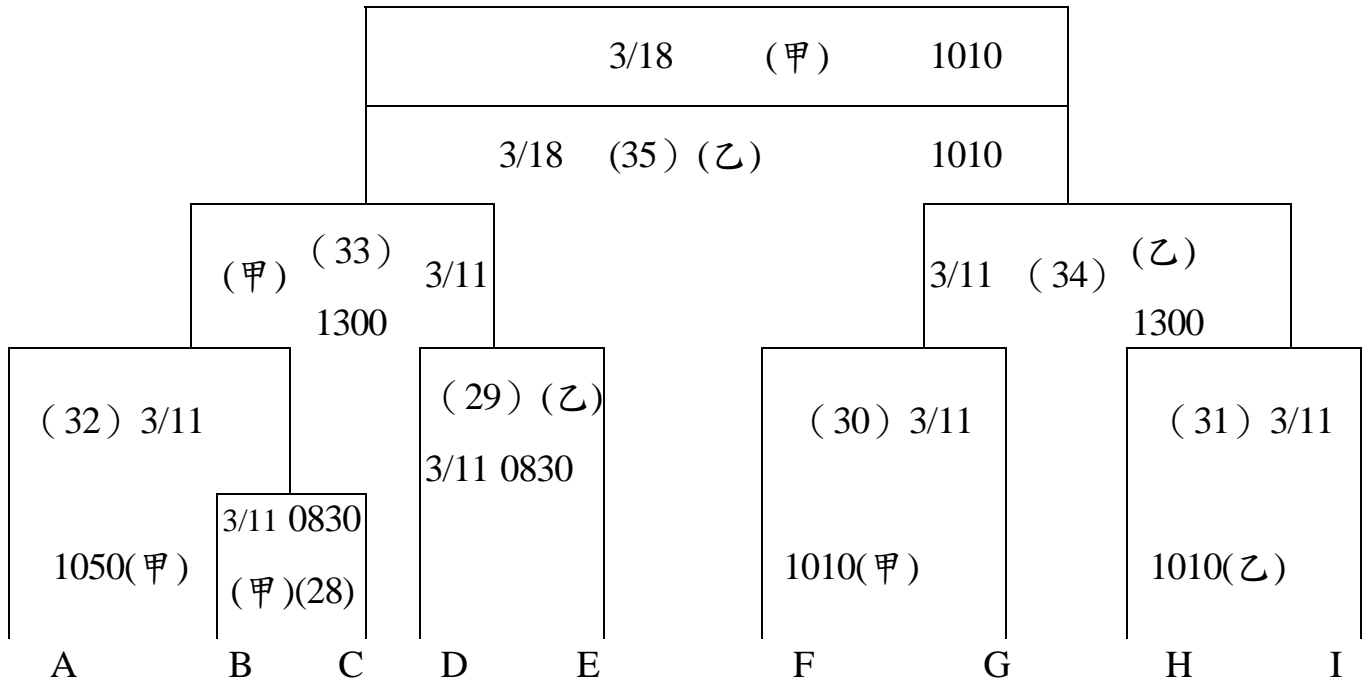 3/18 (甲) 1010
3/18 (35)(乙) 1010
(甲) (33) 3/11
1300
3/11 (34) (乙)
1300
(32) 3/11
1050(甲)
3/11 0830
(甲)(28)
(29)(乙)
3/11 0830
(30) 3/11
1010(甲)
(31) 3/11
1010(乙)
A B C D E F G H I